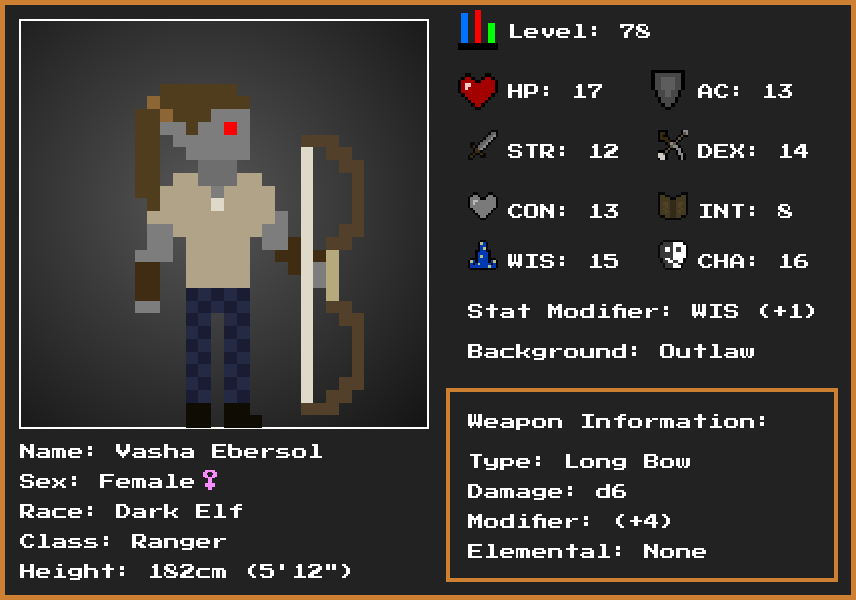 Level: 78
HP: 17
AC: 13
STR: 12
DEX: 14
CON: 13
INT: 8
WIS: 15
CHA: 16
Stat Modifier: WIS (+1)
Background: Outlaw
Name: Vasha Ebersol
Sex: Female♀
Race: Dark Elf
Class: Ranger
Height: 182cm (5'12")
Weapon Information:
Type: Long Bow
Damage: d6
Modifier: (+4)
Elemental: None